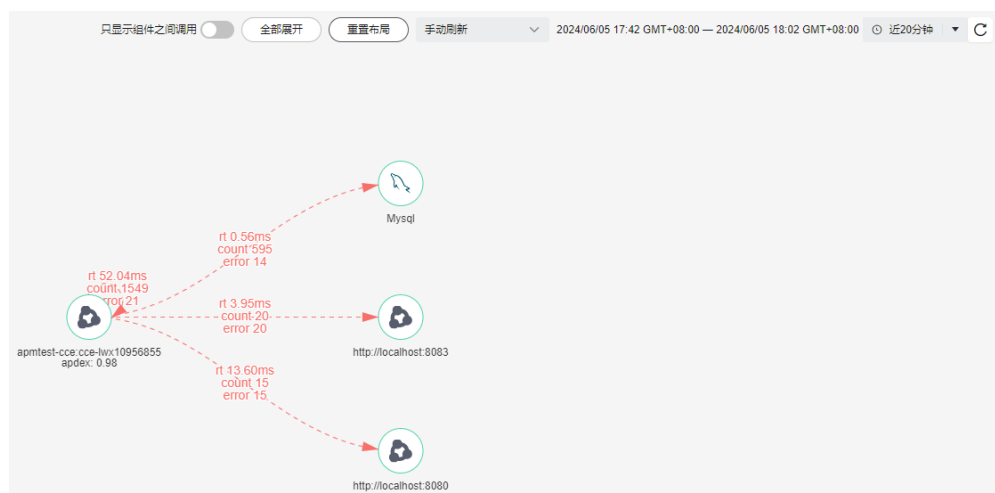 只显示组件之间调用 全部展开 重置布局 手动刷新 2024/06/05 17:42 GMT+08:00 — 2024/06/05 18:02 GMT+08:00 近20分钟
Mysql
rt 0.56ms
count 595
error 14
rt 52.04ms
count 1549
error 21
rt 3.95ms
count 20
error 20
apmtest-cce:cce-lwx10956855
apdex: 0.98
http://localhost:8083
rt 13.60ms
count 15
error 15
http://localhost:8080